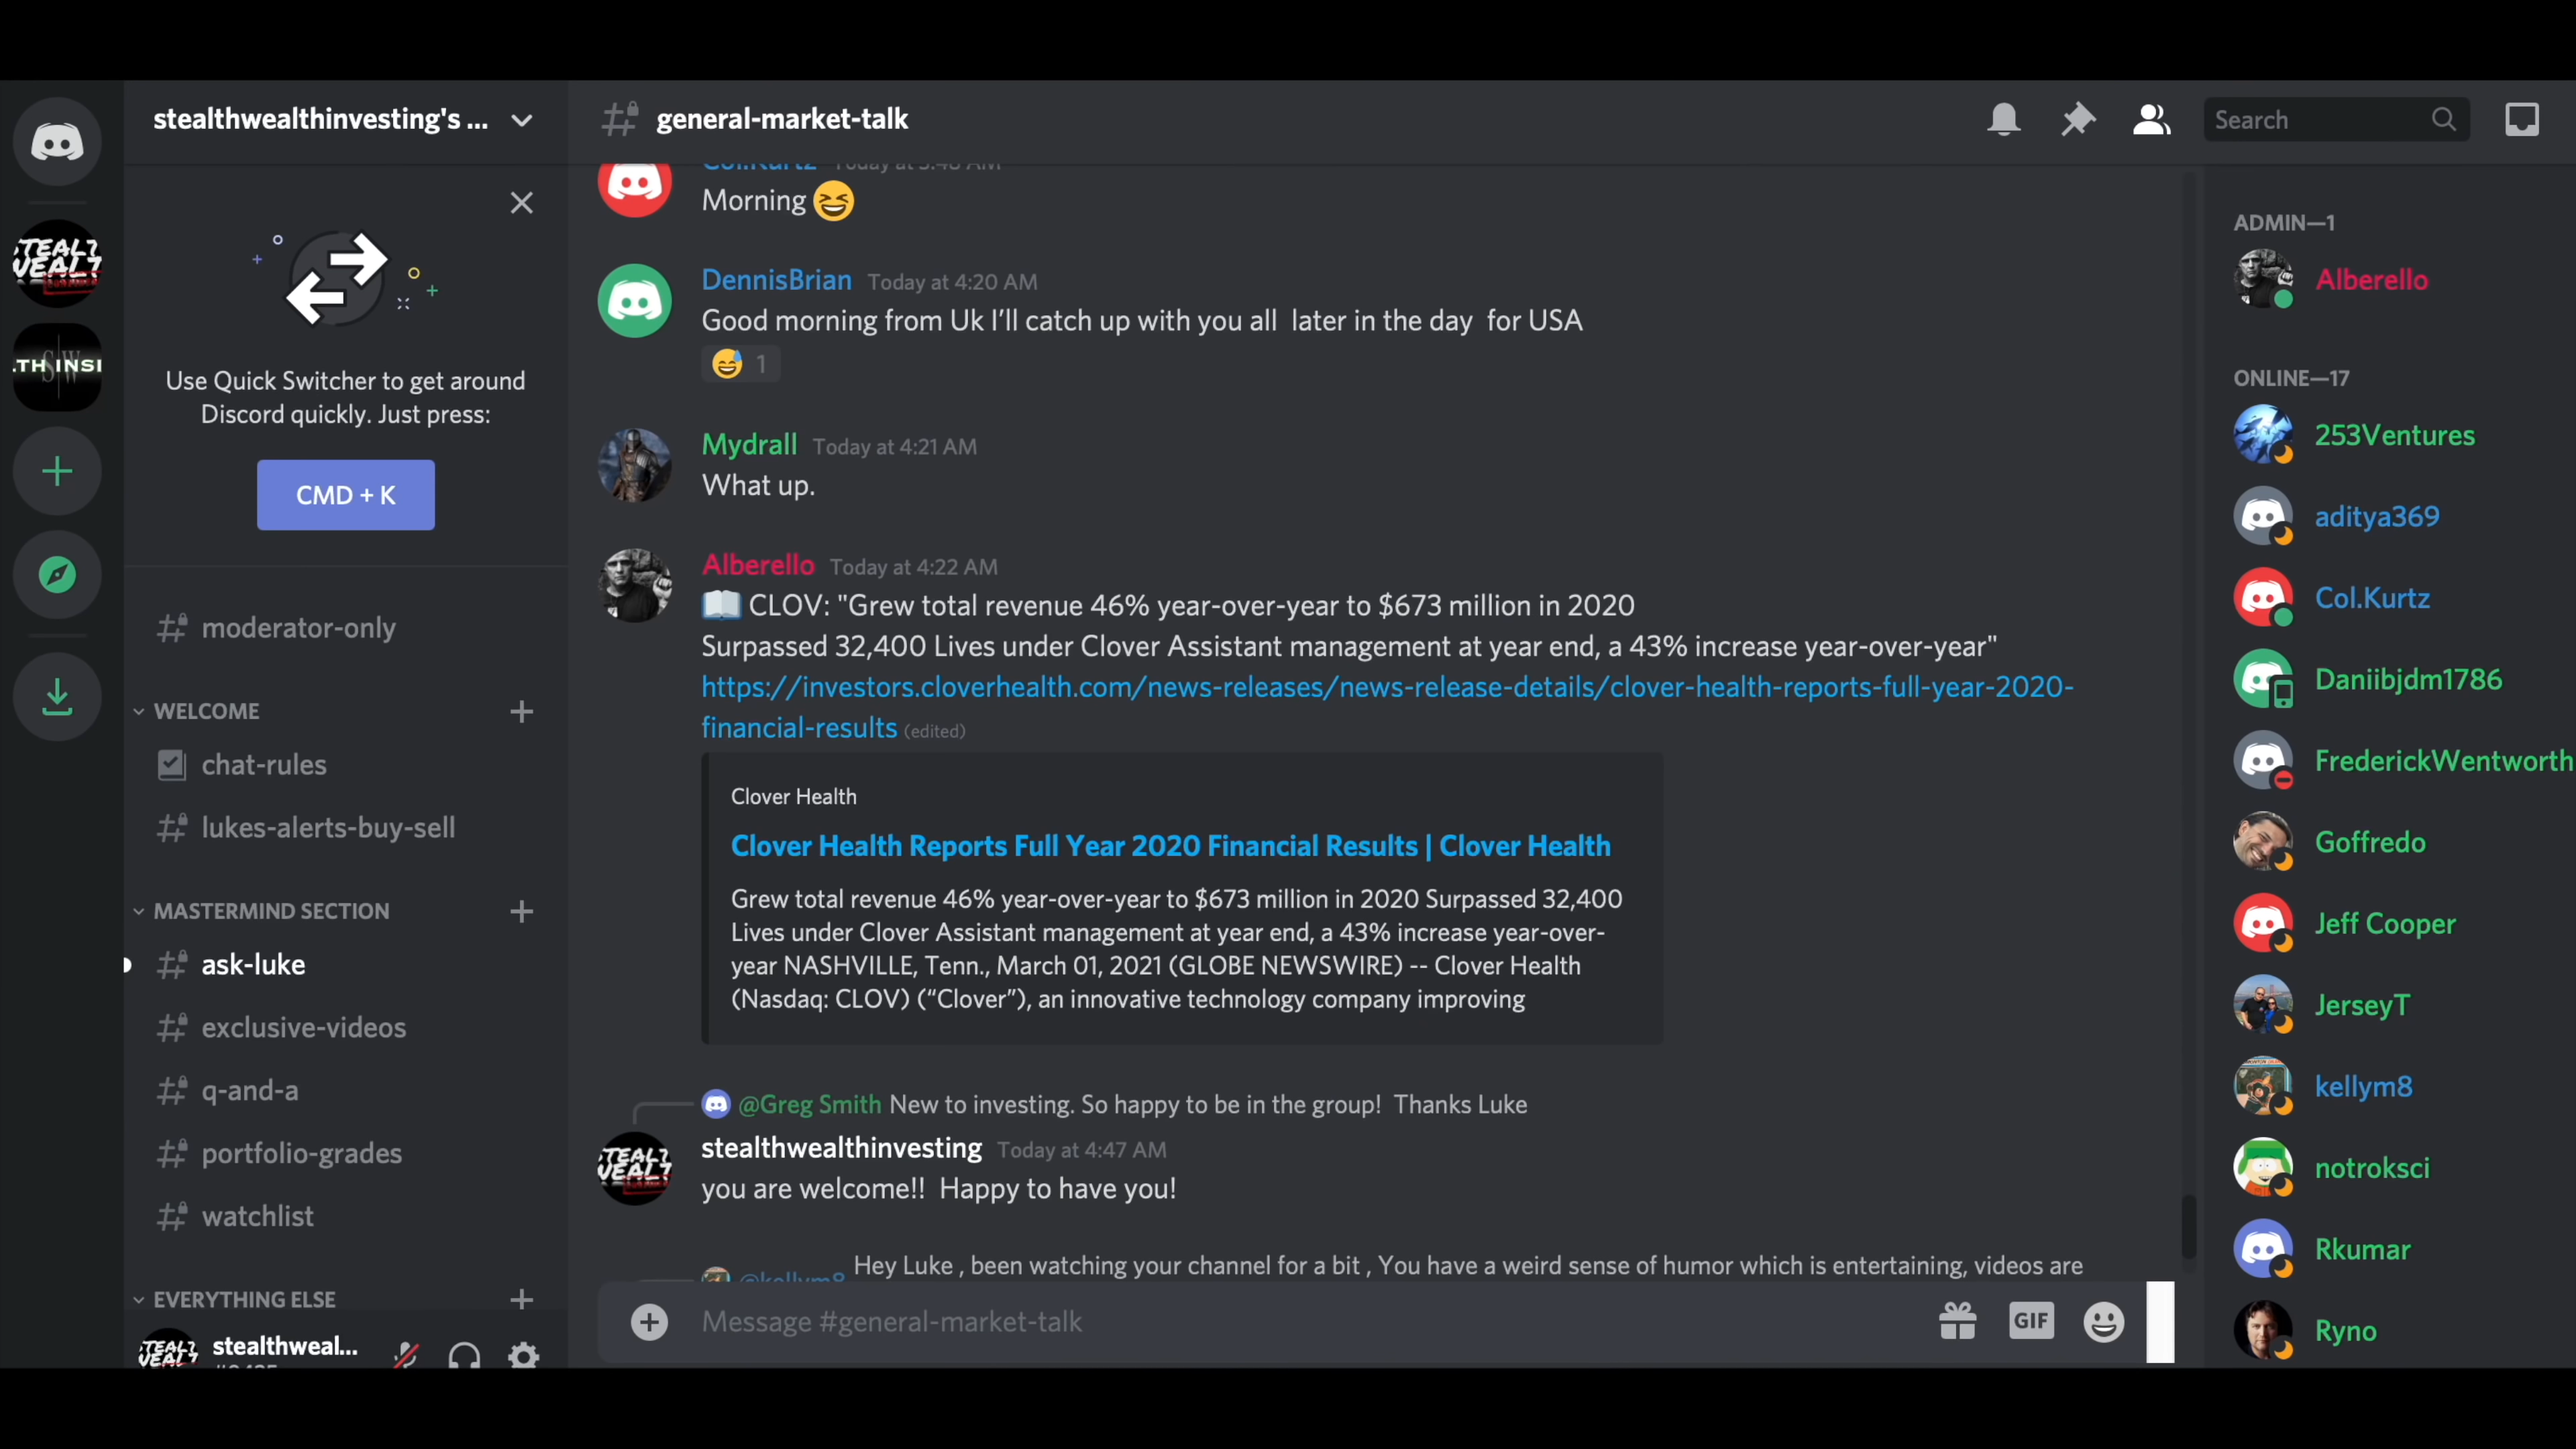 stealthwealthinvesting's ...
Use Quick Switcher to get around
Discord quickly. Just press:
CMD + K
moderator-only
WELCOME
chat-rules
lukes-alerts-buy-sell
MASTERMIND SECTION
ask-luke
exclusive-videos
q-and-a
portfolio-grades
watchlist
EVERYTHING ELSE
stealthweal...
general-market-talk
Search
Col.Kurtz Today at 3:48 AM
Morning 😆
DennisBrian Today at 4:20 AM
Good morning from Uk I’ll catch up with you all  later in the day  for USA
😅 1
Mydrall Today at 4:21 AM
What up.
Alberello Today at 4:22 AM
📖 CLOV: "Grew total revenue 46% year-over-year to $673 million in 2020
Surpassed 32,400 Lives under Clover Assistant management at year end, a 43% increase year-over-year"
https://investors.cloverhealth.com/news-releases/news-release-details/clover-health-reports-full-year-2020-
financial-results (edited)
Clover Health
Clover Health Reports Full Year 2020 Financial Results | Clover Health
Grew total revenue 46% year-over-year to $673 million in 2020 Surpassed 32,400
Lives under Clover Assistant management at year end, a 43% increase year-over-
year NASHVILLE, Tenn., March 01, 2021 (GLOBE NEWSWIRE) -- Clover Health
(Nasdaq: CLOV) (“Clover”), an innovative technology company improving
@Greg Smith New to investing. So happy to be in the group!  Thanks Luke
stealthwealthinvesting Today at 4:47 AM
you are welcome!!  Happy to have you!
@kellym8 Hey Luke , been watching your channel for a bit , You have a weird sense of humor which is entertaining, videos are
Message #general-market-talk
GIF
ADMIN—1
Alberello
ONLINE—17
253Ventures
aditya369
Col.Kurtz
Daniibjdm1786
FrederickWentworth
Goffredo
Jeff Cooper
JerseyT
kellym8
notroksci
Rkumar
Ryno